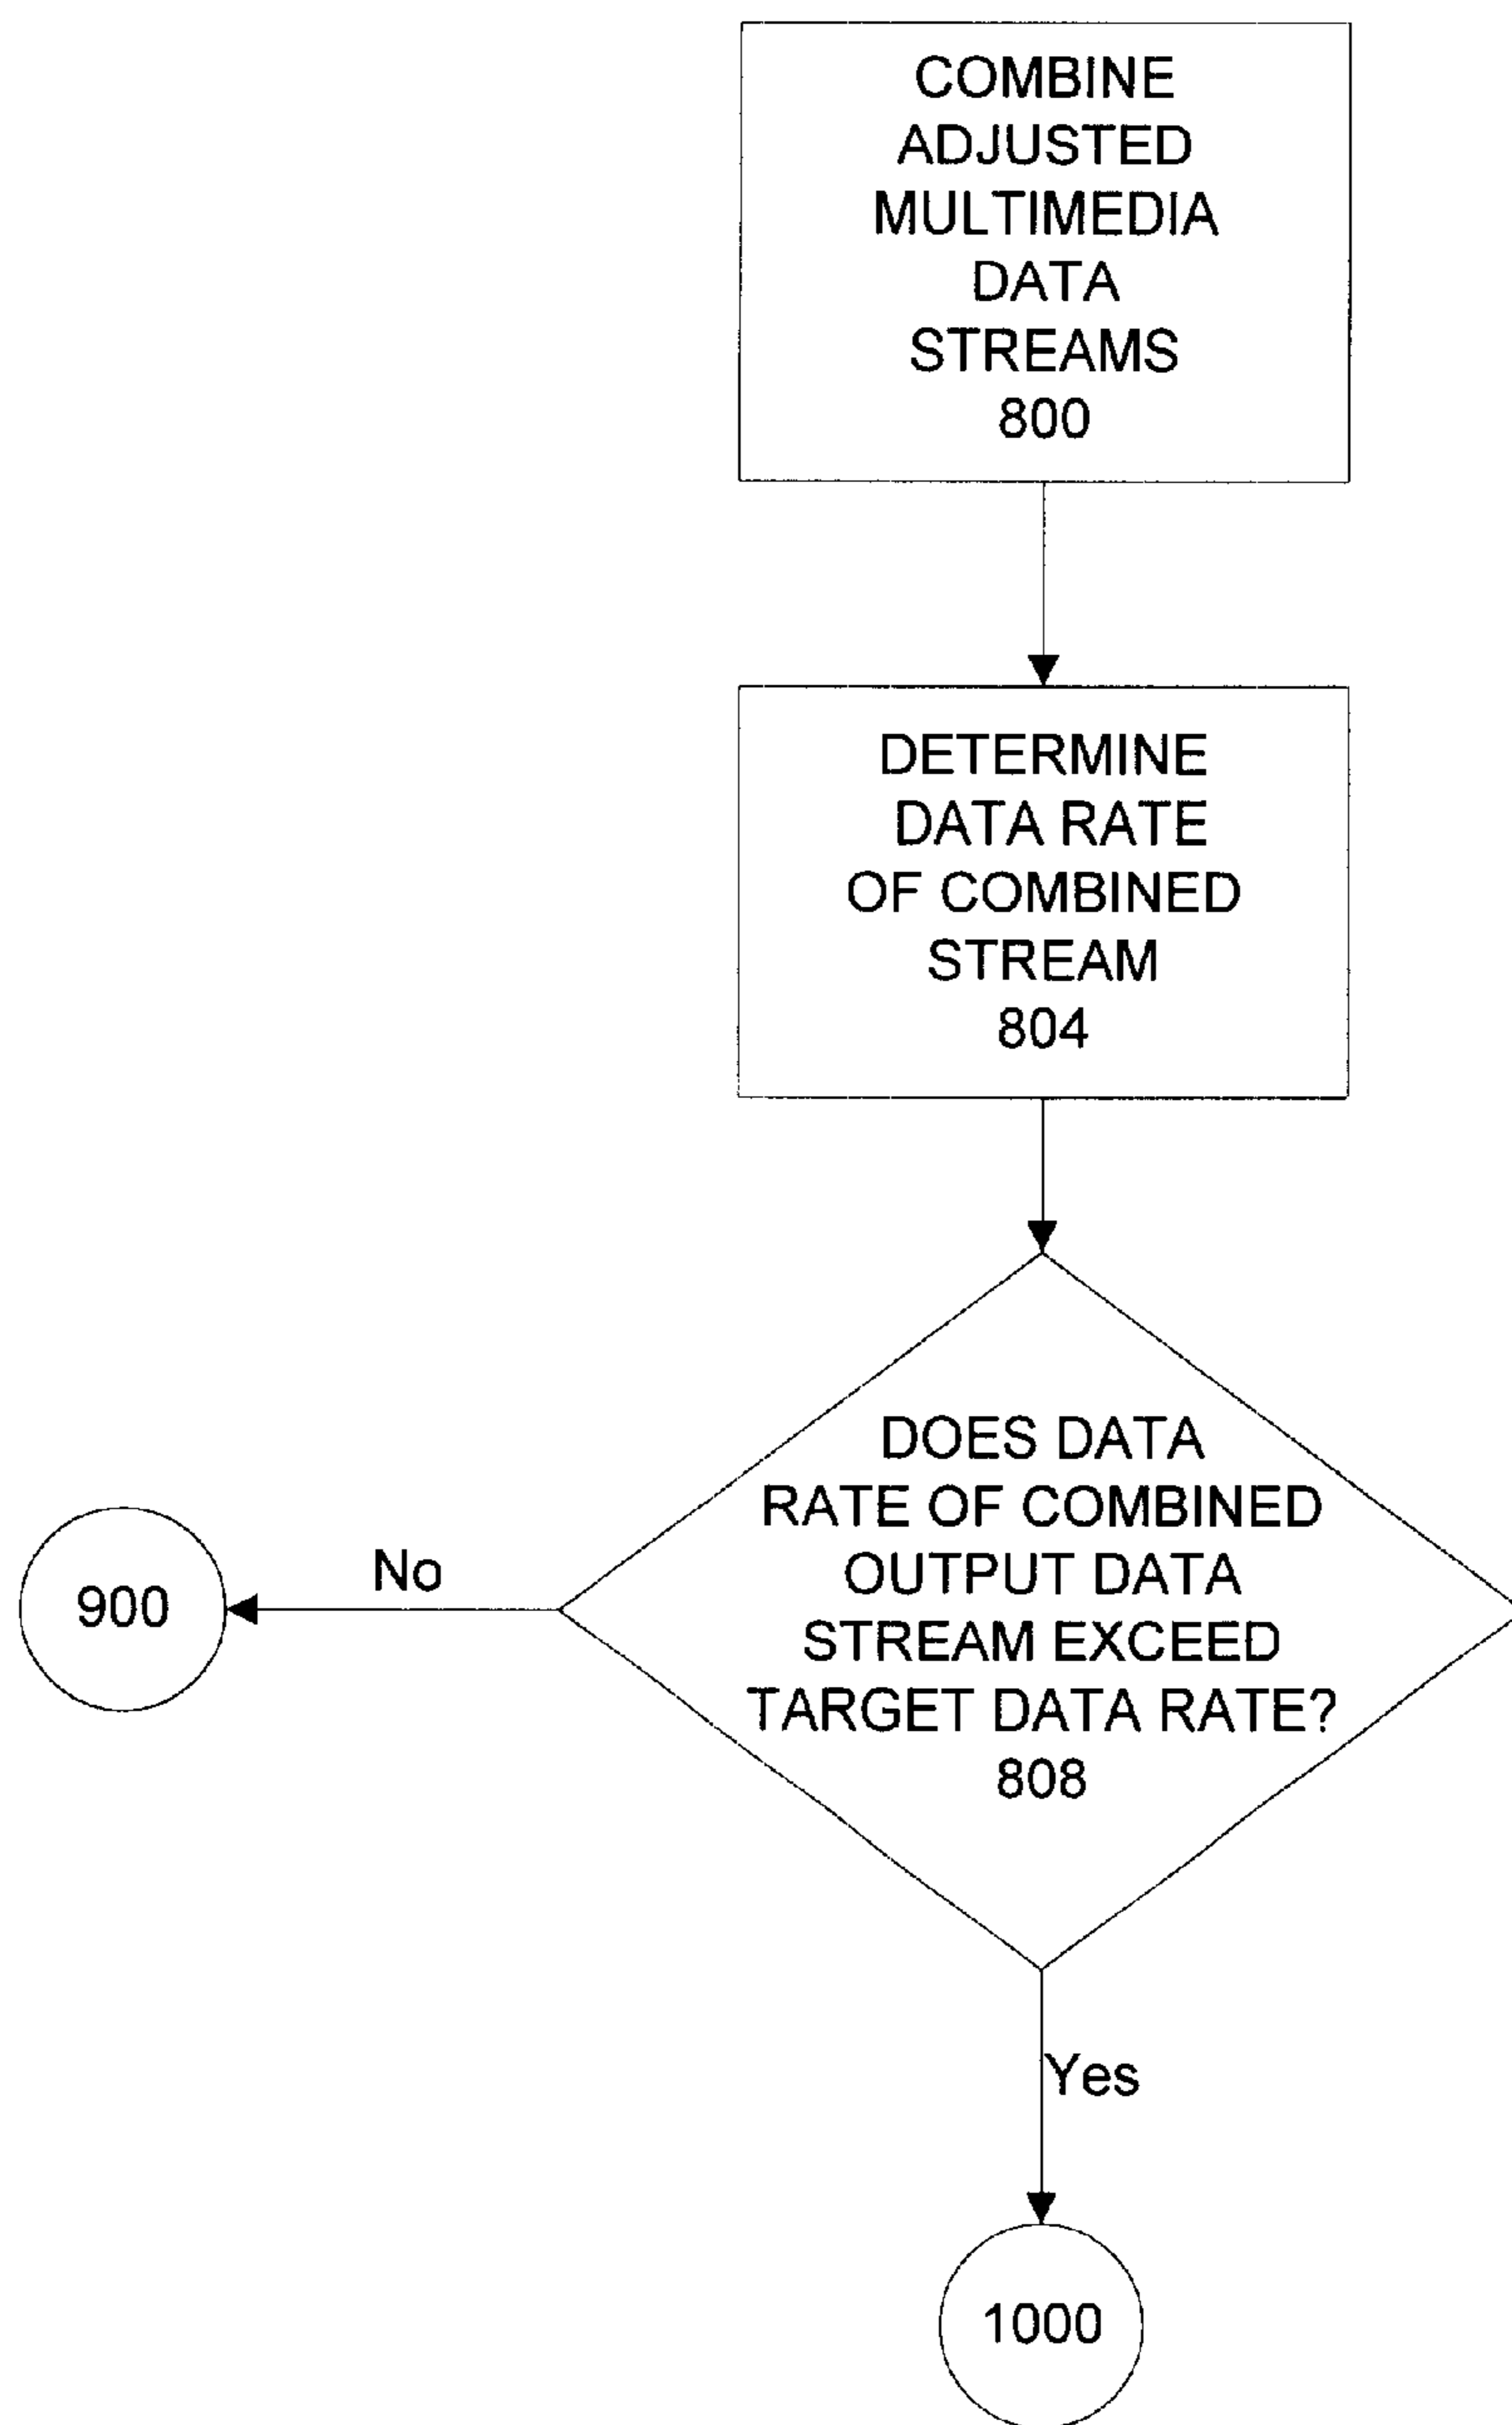 COMBINE
ADJUSTED
MULTIMEDIA
DATA
STREAMS
800
DETERMINE
DATA RATE
OF COMBINED
STREAM
804
DOES DATA
RATE OF COMBINED
OUTPUT DATA
STREAM EXCEED
TARGET DATA RATE?
808
No
900
Yes
1000